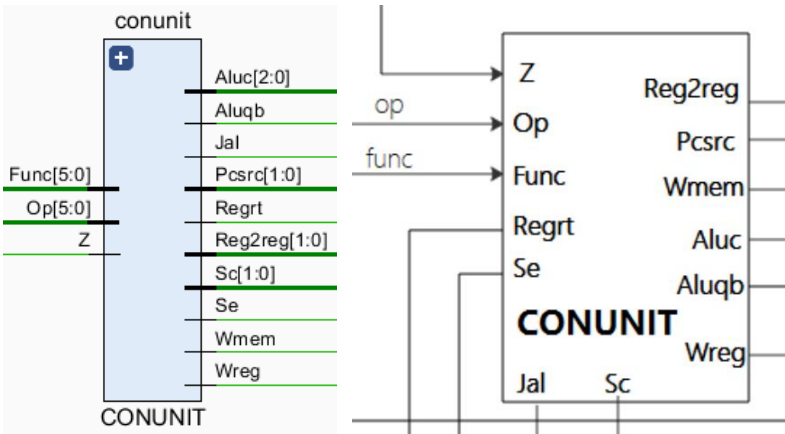 conunit
Aluc[2:0]
Aluqb
Jal
Func[5:0]
Pcsrc[1:0]
Op[5:0]
Regrt
Z
Reg2reg[1:0]
Sc[1:0]
Se
Wmem
Wreg
CONUNIT
Z
Reg2reg
op
Op
Pcsrc
func
Func
Wmem
Regrt
Aluc
Se
Aluqb
CONUNIT
Wreg
Jal
Sc